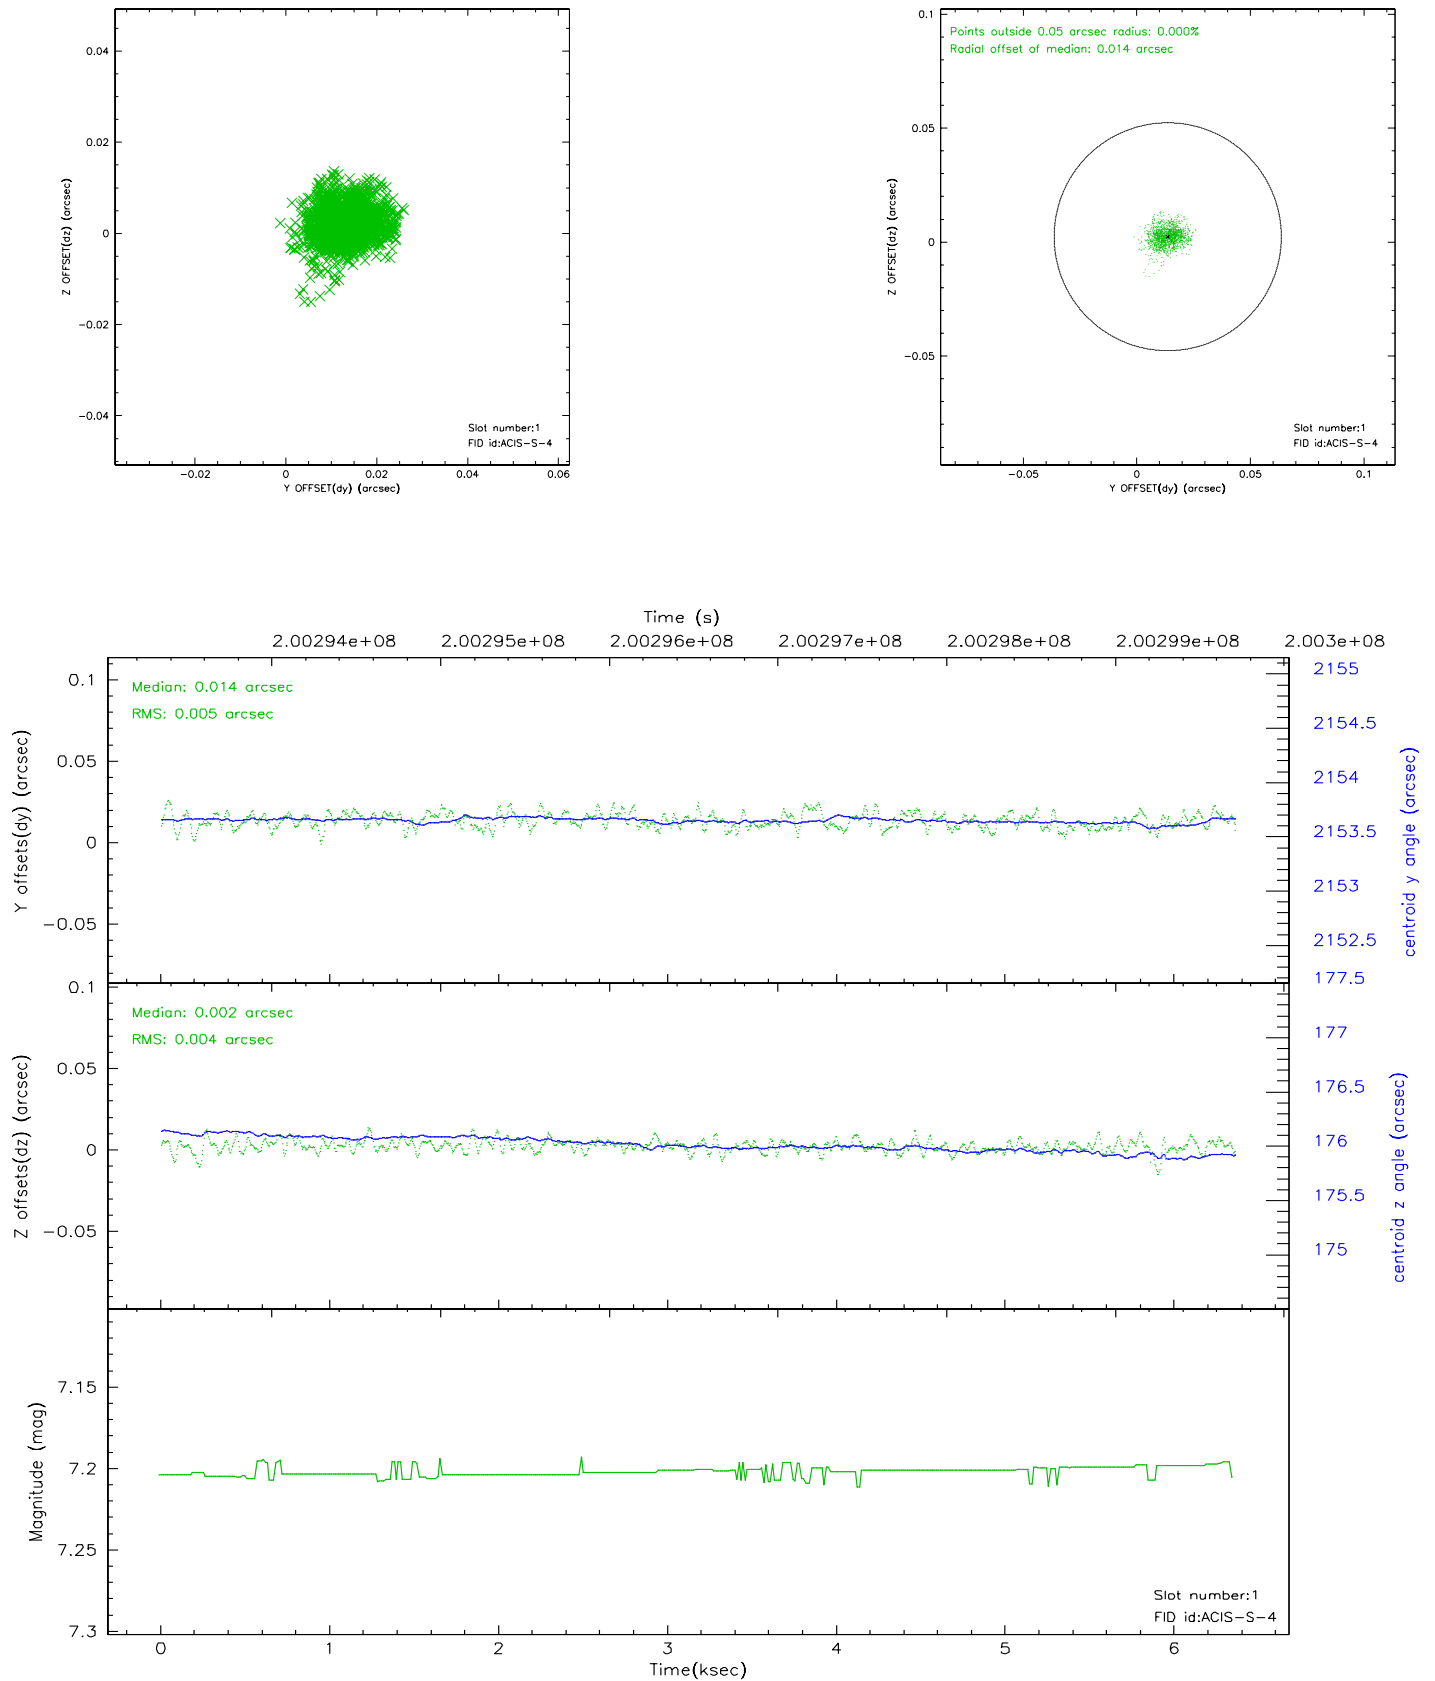 0.04
0.02
0
−0.02
−0.04
Z OFFSET(dz) (arcsec)
Slot number:1
FID id:ACIS−S−4
−0.02 0 0.02 0.04 0.06
Y OFFSET(dy) (arcsec)
0.1
0.05
0
−0.05
Z OFFSET(dz) (arcsec)
Points outside 0.05 arcsec radius: 0.000%
Radial offset of median: 0.014 arcsec
Slot number:1
FID id:ACIS−S−4
−0.05 0 0.05 0.1
Y OFFSET(dy) (arcsec)
Time (s)
2.00294e+08 2.00295e+08 2.00296e+08 2.00297e+08 2.00298e+08 2.00299e+08 2.003e+08
0.1
0.05
0
−0.05
Y offsets(dy) (arcsec)
Median: 0.014 arcsec
RMS: 0.005 arcsec
2155
2154.5
2154
2153.5
2153
2152.5
centroid y angle (arcsec)
0.1
0.05
0
−0.05
Z offsets(dz) (arcsec)
Median: 0.002 arcsec
RMS: 0.004 arcsec
177.5
177
176.5
176
175.5
175
centroid z angle (arcsec)
7.15
7.2
7.25
7.3
Magnitude (mag)
Slot number:1
FID id:ACIS−S−4
0 1 2 3 4 5 6
Time(ksec)